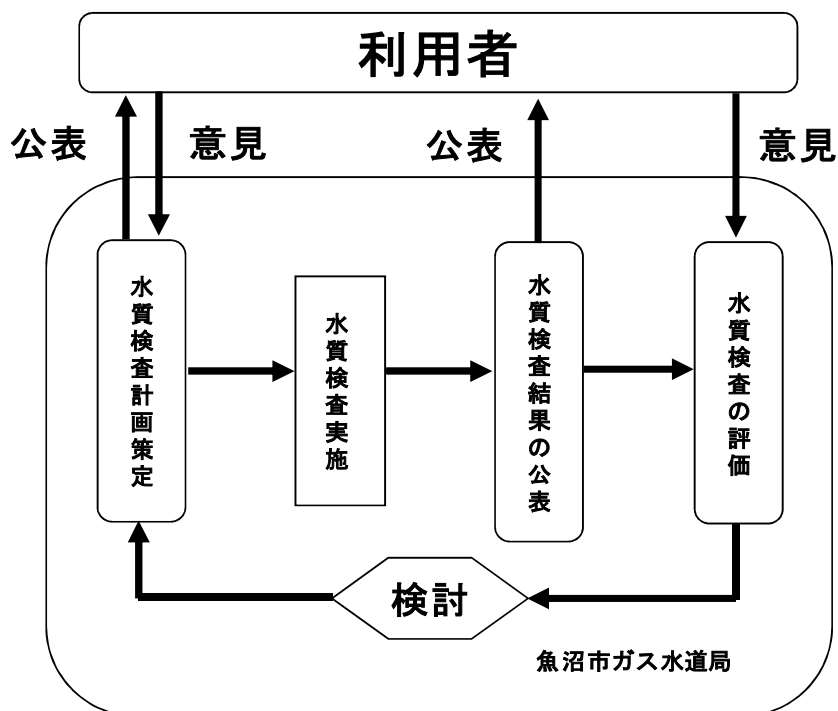 利用者
公表
意見
公表
意見
水質検査計画策定
水質検査実施
水質検査結果の公表
水質検査の評価
検討
魚沼市ガス水道局